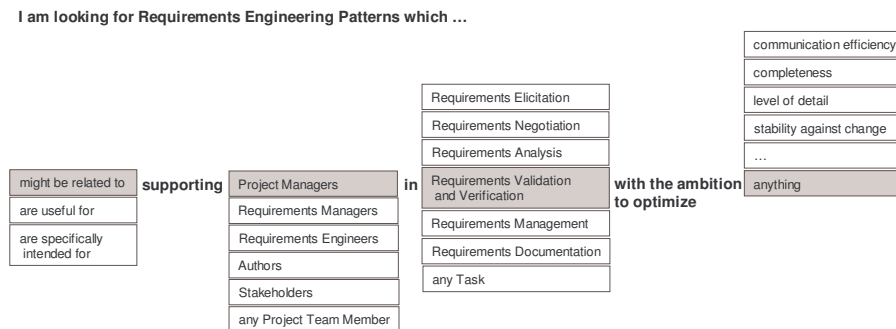 I am looking for Requirements Engineering Patterns which ...
might be related to
are useful for
are specifically
intended for
supporting
Project Managers
Requirements Managers
Requirements Engineers
Authors
Stakeholders
any Project Team Member
in
Requirements Elicitation
Requirements Negotiation
Requirements Analysis
Requirements Validation
and Verification
Requirements Management
Requirements Documentation
any Task
with the ambition
to optimize
communication efficiency
completeness
level of detail
stability against change
...
anything